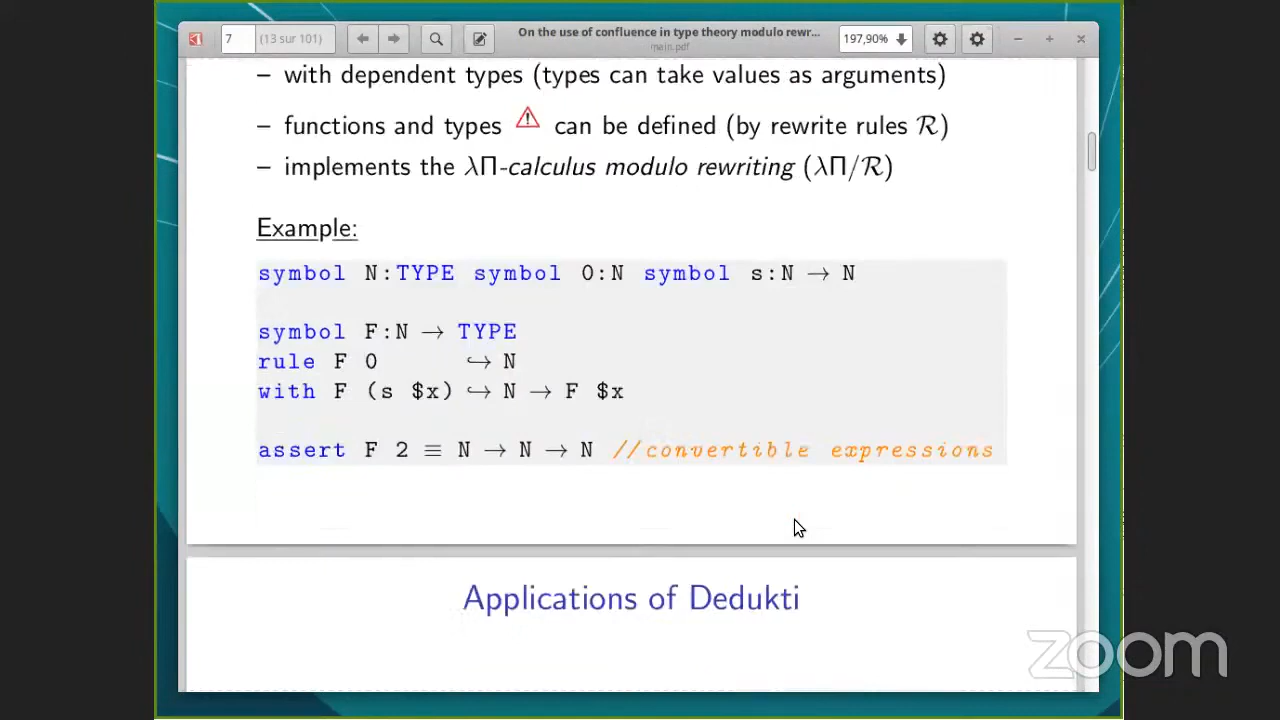 7 (13 sur 101) On the use of confluence in type theory modulo rewr... 197,90%
main.pdf
– with dependent types (types can take values as arguments)
– functions and types ⚠ can be defined (by rewrite rules ℛ)
– implements the λΠ-calculus modulo rewriting (λΠ/ℛ)
Example:
symbol N:TYPE symbol 0:N symbol s:N → N
symbol F:N → TYPE
rule F 0 ↪ N
with F (s $x) ↪ N → F $x
assert F 2 ≡ N → N → N //convertible expressions
Applications of Dedukti
zoom